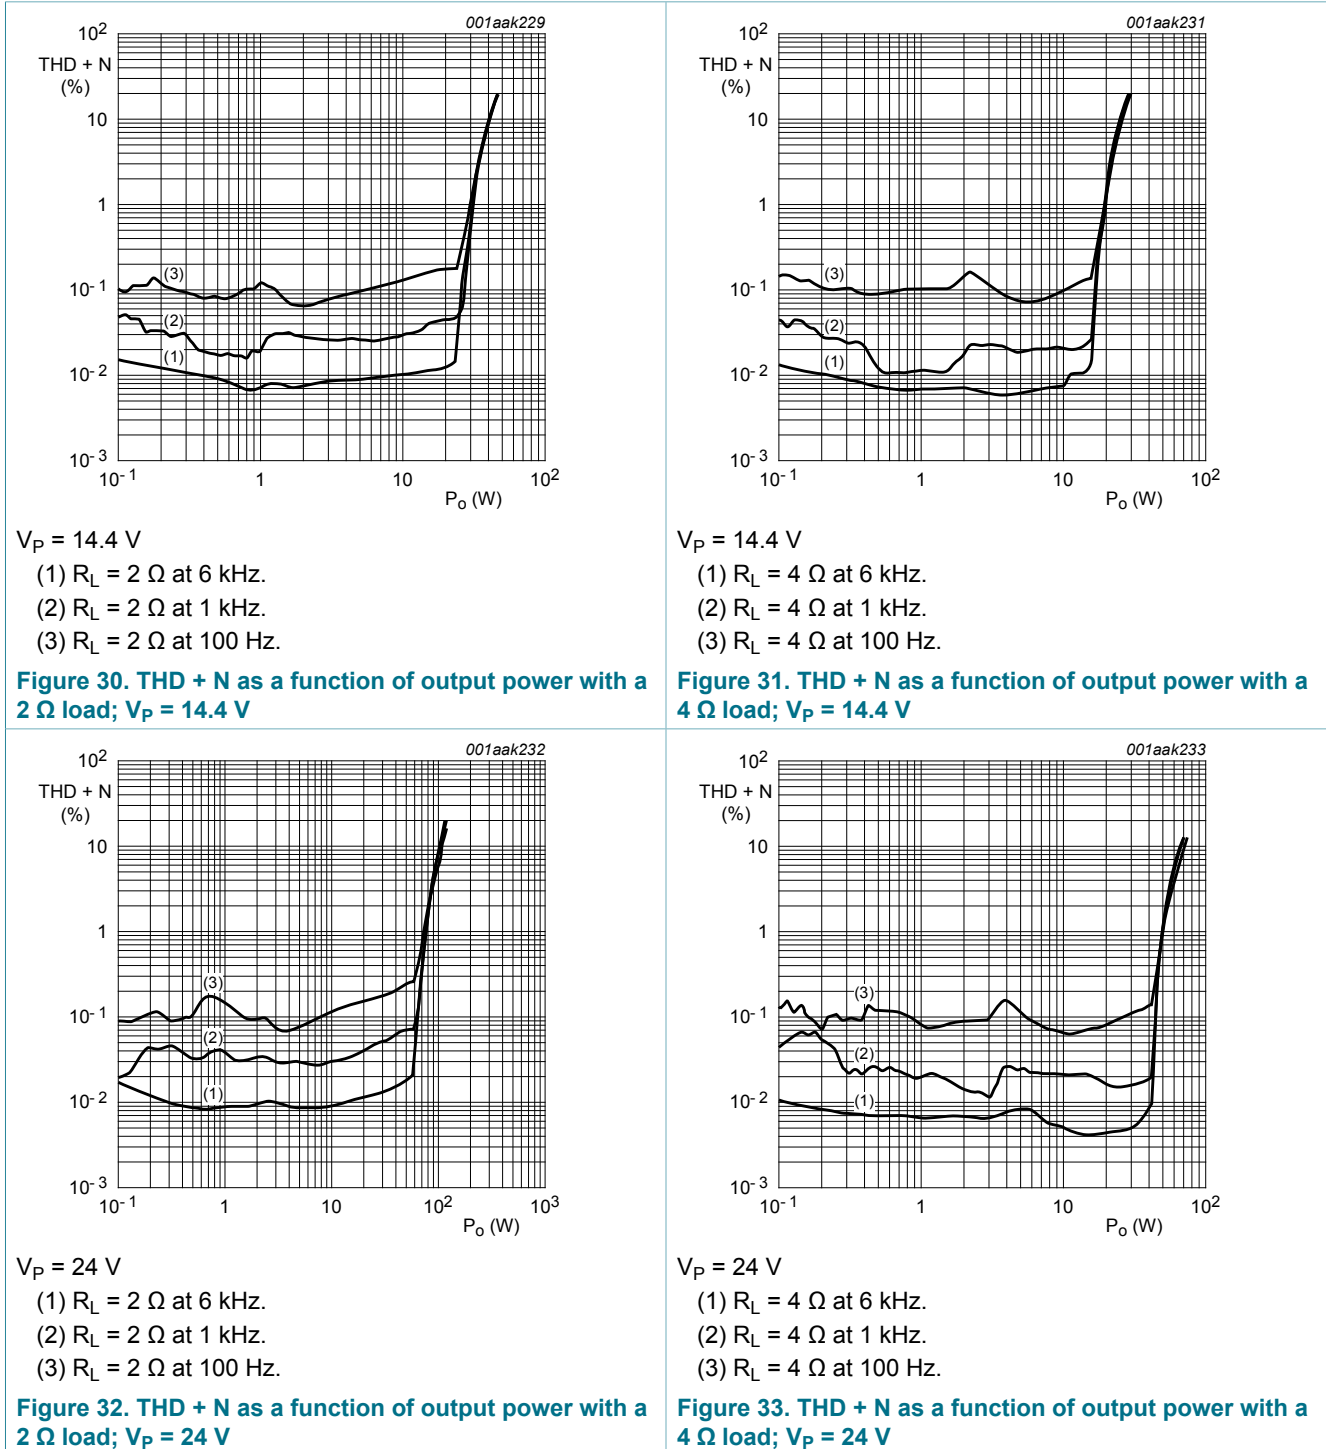 001aak229
10²
THD + N
(%)
10
1
10⁻¹
10⁻²
10⁻³
(3)
(2)
(1)
10⁻¹ 1 10 10²
Pₒ (W)
V_P = 14.4 V
(1) R_L = 2 Ω at 6 kHz.
(2) R_L = 2 Ω at 1 kHz.
(3) R_L = 2 Ω at 100 Hz.
Figure 30. THD + N as a function of output power with a
2 Ω load; V_P = 14.4 V
001aak231
10²
THD + N
(%)
10
1
10⁻¹
10⁻²
10⁻³
(3)
(2)
(1)
10⁻¹ 1 10 10²
Pₒ (W)
V_P = 14.4 V
(1) R_L = 4 Ω at 6 kHz.
(2) R_L = 4 Ω at 1 kHz.
(3) R_L = 4 Ω at 100 Hz.
Figure 31. THD + N as a function of output power with a
4 Ω load; V_P = 14.4 V
001aak232
10²
THD + N
(%)
10
1
10⁻¹
10⁻²
10⁻³
(3)
(2)
(1)
10⁻¹ 1 10 10² 10³
Pₒ (W)
V_P = 24 V
(1) R_L = 2 Ω at 6 kHz.
(2) R_L = 2 Ω at 1 kHz.
(3) R_L = 2 Ω at 100 Hz.
Figure 32. THD + N as a function of output power with a
2 Ω load; V_P = 24 V
001aak233
10²
THD + N
(%)
10
1
10⁻¹
10⁻²
10⁻³
(3)
(2)
(1)
10⁻¹ 1 10 10²
Pₒ (W)
V_P = 24 V
(1) R_L = 4 Ω at 6 kHz.
(2) R_L = 4 Ω at 1 kHz.
(3) R_L = 4 Ω at 100 Hz.
Figure 33. THD + N as a function of output power with a
4 Ω load; V_P = 24 V